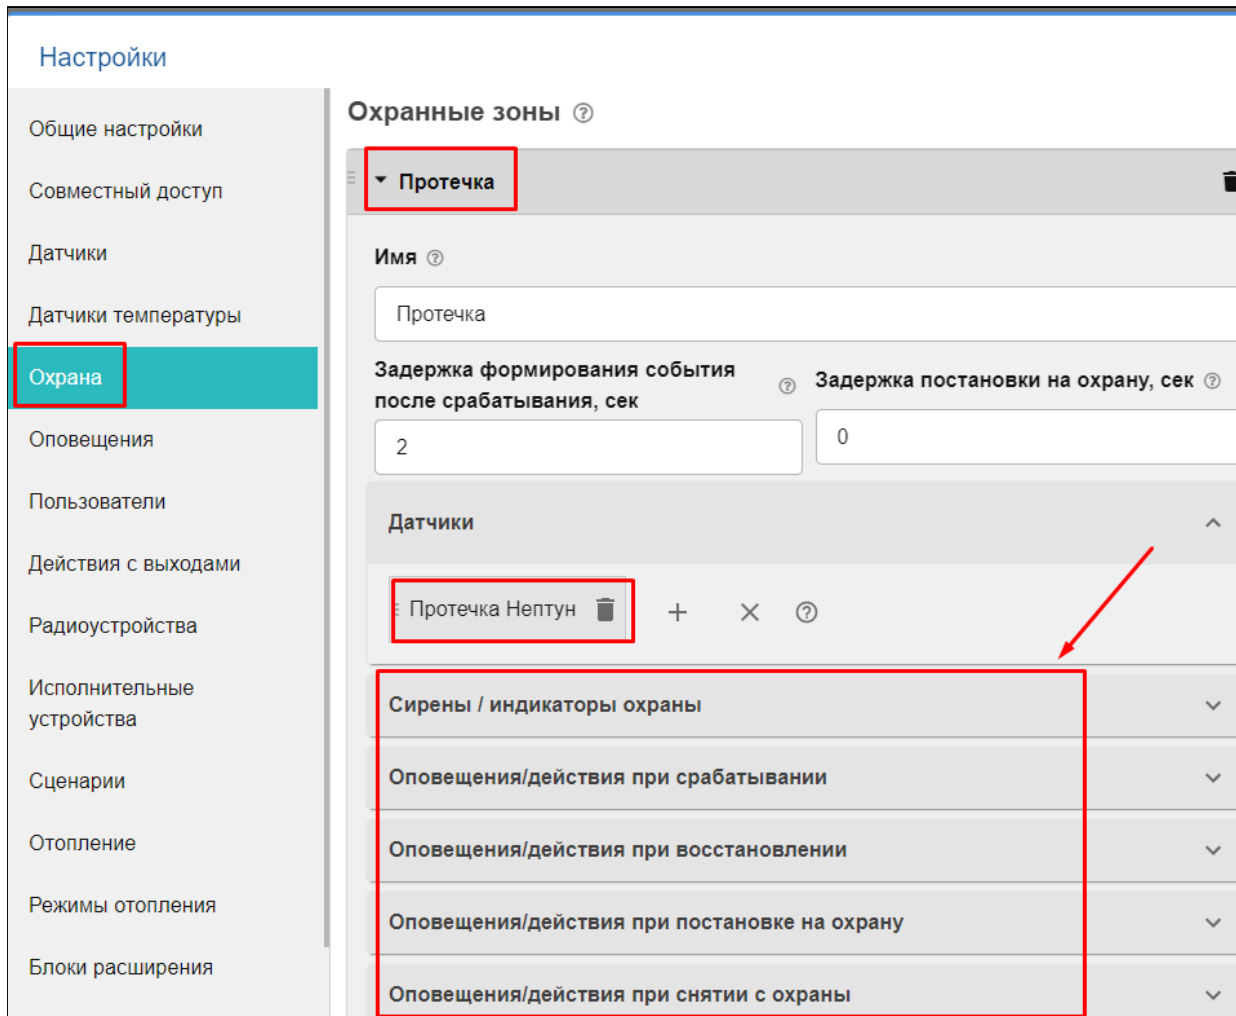 Настройки
Общие настройки
Совместный доступ
Датчики
Датчики температуры
Охрана
Оповещения
Пользователи
Действия с выходами
Радиоустройства
Исполнительные
устройства
Сценарии
Отопление
Режимы отопления
Блоки расширения
Охранные зоны
Протечка
Имя
Протечка
Задержка формирования события
после срабатывания, сек
2
Задержка постановки на охрану, сек
0
Датчики
Протечка Нептун
Сирены / индикаторы охраны
Оповещения/действия при срабатывании
Оповещения/действия при восстановлении
Оповещения/действия при постановке на охрану
Оповещения/действия при снятии с охраны